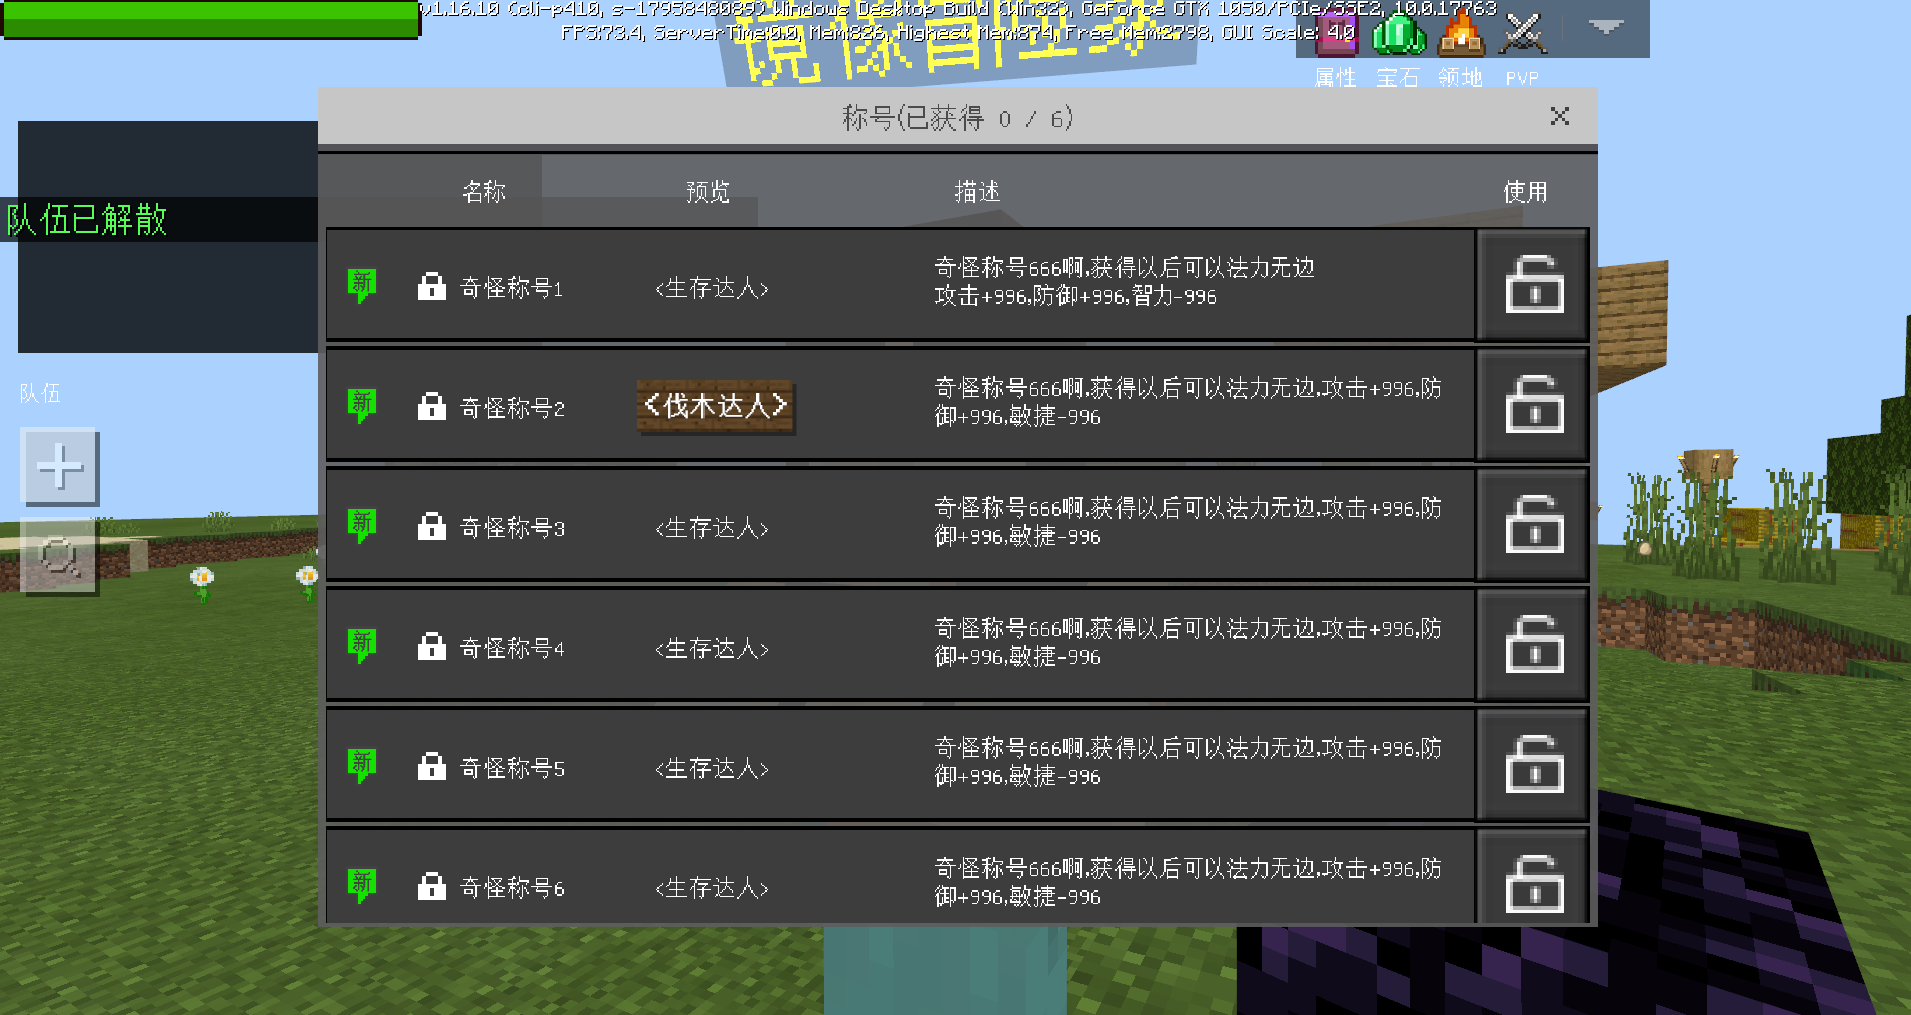 v1.16.10 (cli-p410, s-1795848089) Windows Desktop Build (Win32), GeForce GTX 1050/PCIe/SSE2, 10.0.17763
FPS:73.4, ServerTime:0.0, Mem:826, Highest Mem:874, Free Mem:2798, GUI Scale: 4.0
属性 宝石 领地 PVP
称号(已获得 0 / 6)
名称 预览 描述 使用
队伍已解散
队伍
新 奇怪称号1 <生存达人> 奇怪称号666啊,获得以后可以法力无边
攻击+996,防御+996,智力-996
新 奇怪称号2 <伐木达人> 奇怪称号666啊,获得以后可以法力无边,攻击+996,防
御+996,敏捷-996
新 奇怪称号3 <生存达人> 奇怪称号666啊,获得以后可以法力无边,攻击+996,防
御+996,敏捷-996
新 奇怪称号4 <生存达人> 奇怪称号666啊,获得以后可以法力无边,攻击+996,防
御+996,敏捷-996
新 奇怪称号5 <生存达人> 奇怪称号666啊,获得以后可以法力无边,攻击+996,防
御+996,敏捷-996
新 奇怪称号6 <生存达人> 奇怪称号666啊,获得以后可以法力无边,攻击+996,防
御+996,敏捷-996